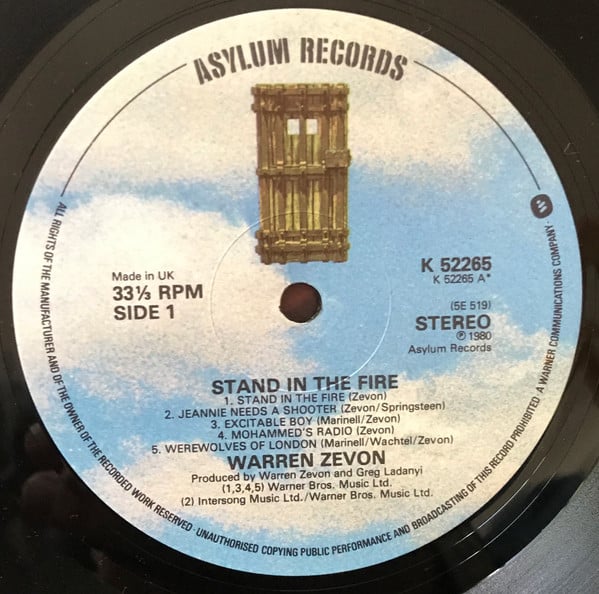 ASYLUM RECORDS
Made in UK
33⅓ RPM
SIDE 1
K 52265
K 52265 A*
(5E 519)
STEREO
℗ 1980
Asylum Records
STAND IN THE FIRE
1. STAND IN THE FIRE (Zevon)
2. JEANNIE NEEDS A SHOOTER (Zevon/Springsteen)
3. EXCITABLE BOY (Marinell/Zevon)
4. MOHAMMED'S RADIO (Zevon)
5. WEREWOLVES OF LONDON (Marinell/Wachtel/Zevon)
WARREN ZEVON
Produced by Warren Zevon and Greg Ladanyi
(1,3,4,5) Warner Bros. Music Ltd.
(2) Intersong Music Ltd./Warner Bros. Music Ltd.
ALL RIGHTS OF THE MANUFACTURER AND OF THE OWNER OF THE RECORDED WORK RESERVED · UNAUTHORISED COPYING PUBLIC PERFORMANCE AND BROADCASTING OF THIS RECORD PROHIBITED · A WARNER COMMUNICATIONS COMPANY ·